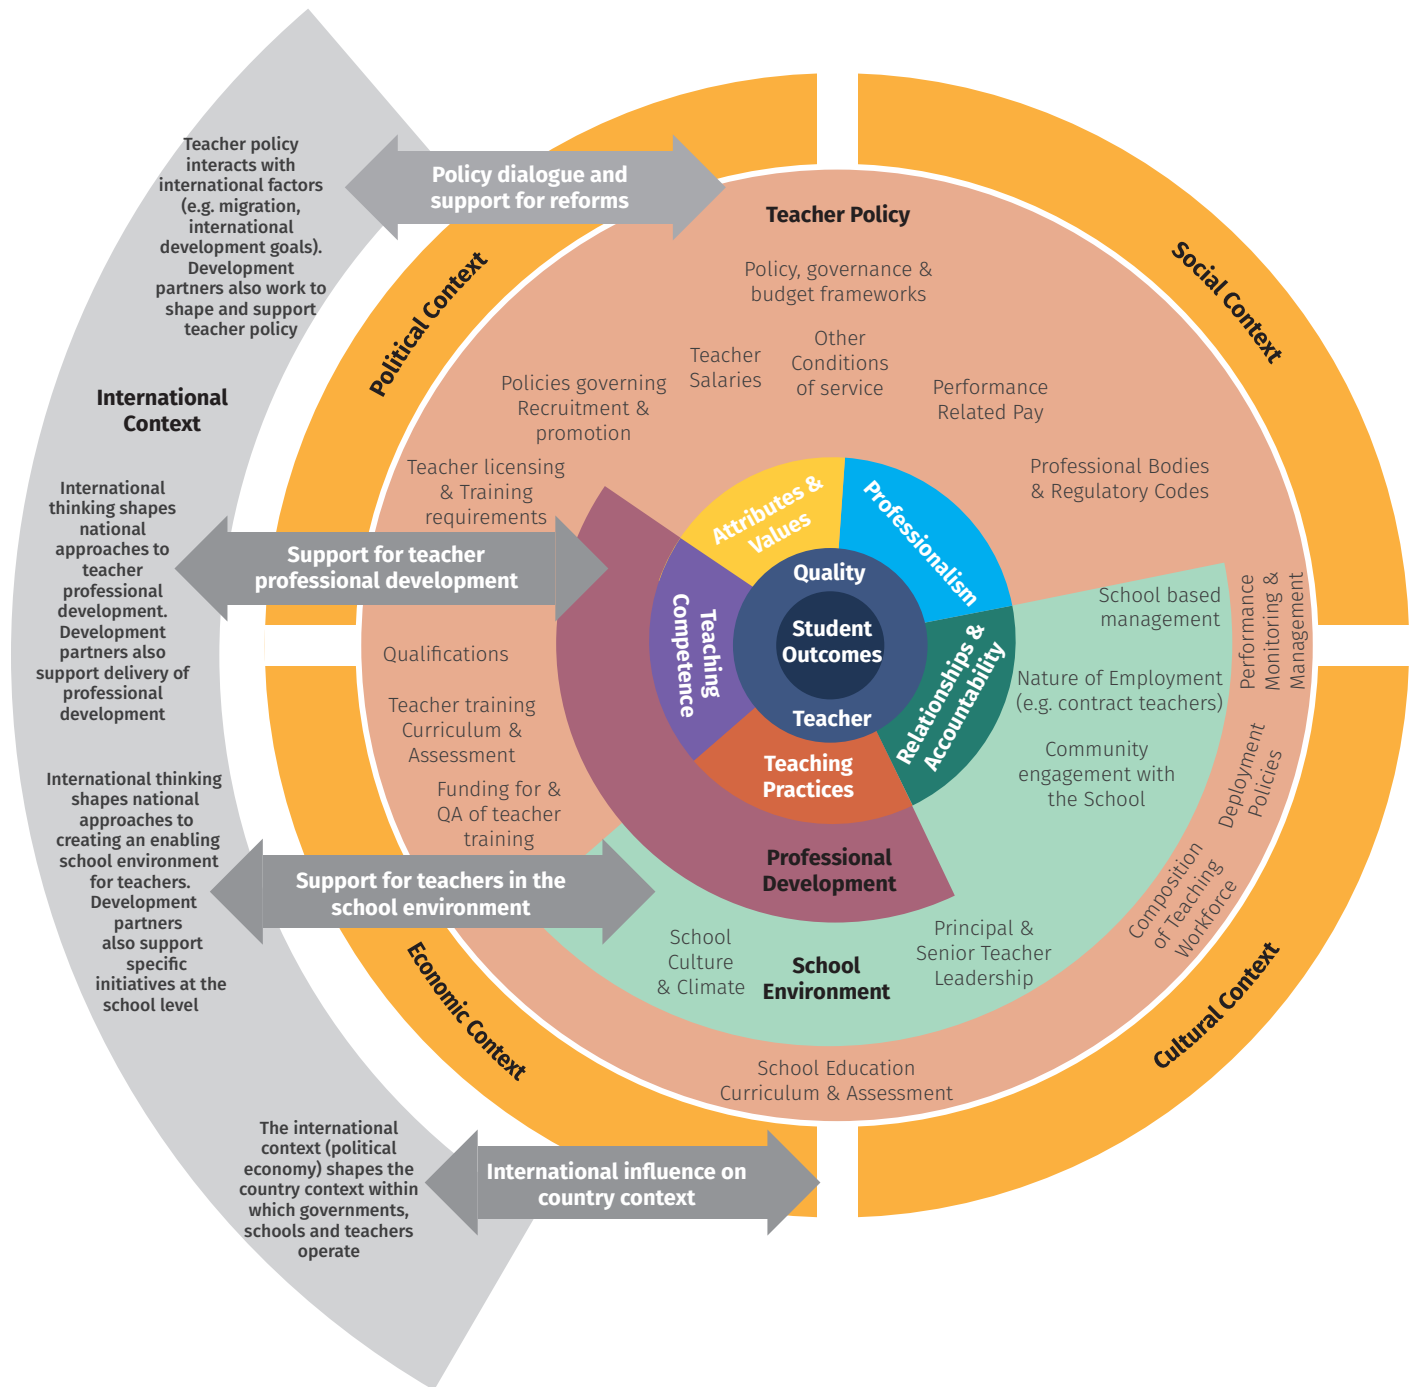 Teacher policy
interacts with
international factors
(e.g. migration,
international
development goals).
Development
partners also work to
shape and support
teacher policy
International
Context
International
thinking shapes
national
approaches to
teacher
professional
development.
Development
partners also
support delivery of
professional
development
International thinking
shapes national
approaches to
creating an enabling
school environment
for teachers.
Development
partners
also support
specific
initiatives at the
school level
The international
context (political
economy) shapes the
country context within
which governments,
schools and teachers
operate
Policy dialogue and
support for reforms
Support for teacher
professional development
Support for teachers in the
school environment
International influence on
country context
Political Context
Social Context
Economic Context
Cultural Context
Teacher Policy
Policy, governance &
budget frameworks
Teacher
Salaries
Other
Conditions
of service
Policies governing
Recruitment &
promotion
Performance
Related Pay
Teacher licensing
& Training
requirements
Professional Bodies
& Regulatory Codes
Qualifications
Teacher training
Curriculum &
Assessment
Funding for &
QA of teacher
training
Performance
Monitoring &
Management
Deployment
Policies
Composition
of Teaching
Workforce
School Education
Curriculum & Assessment
School based
management
Nature of Employment
(e.g. contract teachers)
Community
engagement with
the School
Principal &
Senior Teacher
Leadership
School
Environment
School
Culture
& Climate
Professional
Development
Attributes &
Values
Professionalism
Teaching
Competence
Relationships &
Accountability
Teaching
Practices
Quality
Student
Outcomes
Teacher